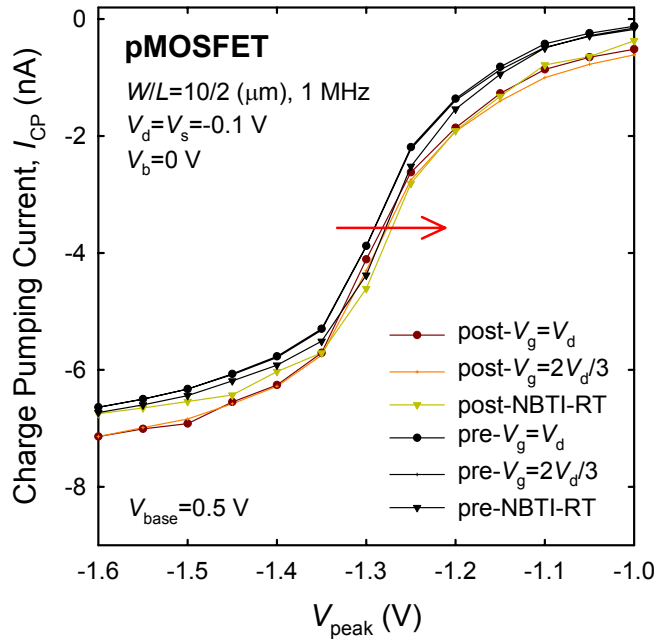 pMOSFET
W/L=10/2 (μm), 1 MHz
V_d=V_s=-0.1 V
V_b=0 V
Charge Pumping Current, I_CP (nA)
0
-2
-4
-6
-8
post-V_g=V_d
post-V_g=2V_d/3
post-NBTI-RT
pre-V_g=V_d
pre-V_g=2V_d/3
pre-NBTI-RT
V_base=0.5 V
-1.6 -1.5 -1.4 -1.3 -1.2 -1.1 -1.0
V_peak (V)